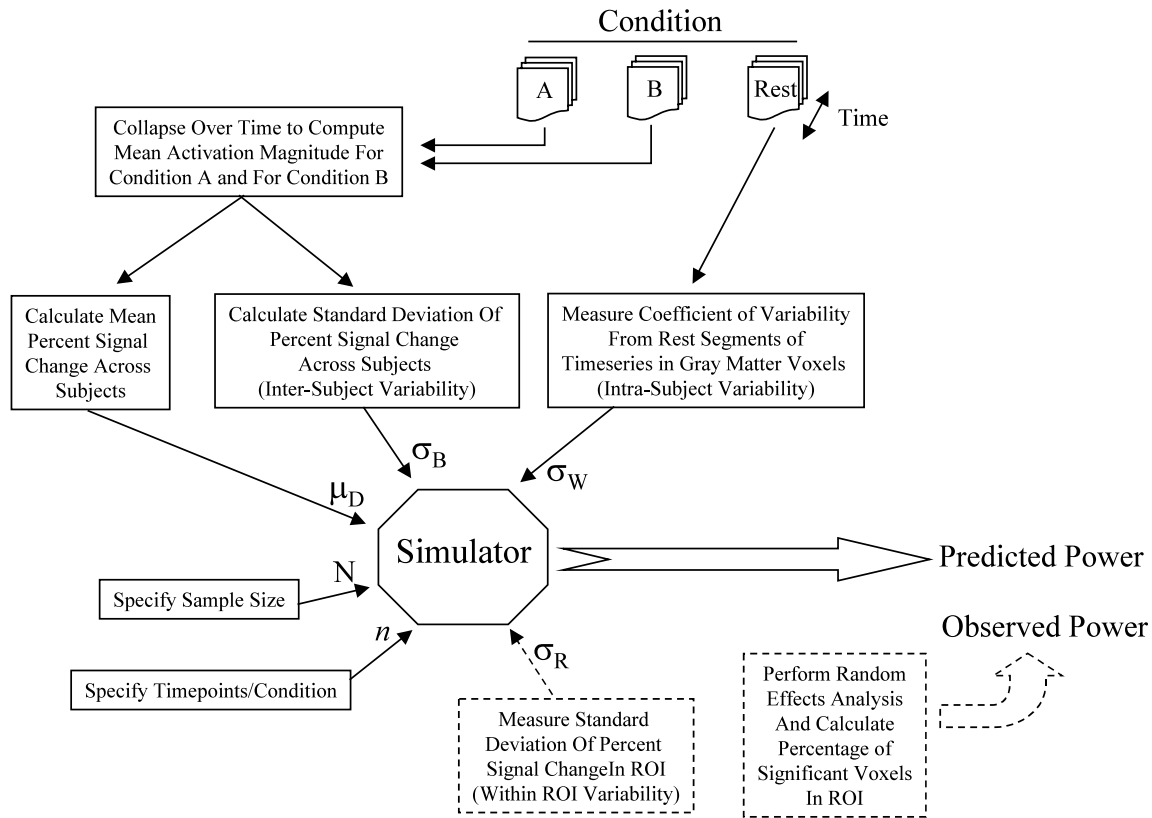 Condition
A
B
Rest
Time
Collapse Over Time to Compute
Mean Activation Magnitude For
Condition A and For Condition B
Calculate Mean
Percent Signal
Change Across
Subjects
Calculate Standard Deviation Of
Percent Signal Change
Across Subjects
(Inter-Subject Variability)
Measure Coefficient of Variability
From Rest Segments of
Timeseries in Gray Matter Voxels
(Intra-Subject Variability)
σB
σW
μD
Simulator
Predicted Power
N
Specify Sample Size
n
Specify Timepoints/Condition
σR
Measure Standard
Deviation Of Percent
Signal ChangeIn ROI
(Within ROI Variability)
Observed Power
Perform Random
Effects Analysis
And Calculate
Percentage of
Significant Voxels
In ROI